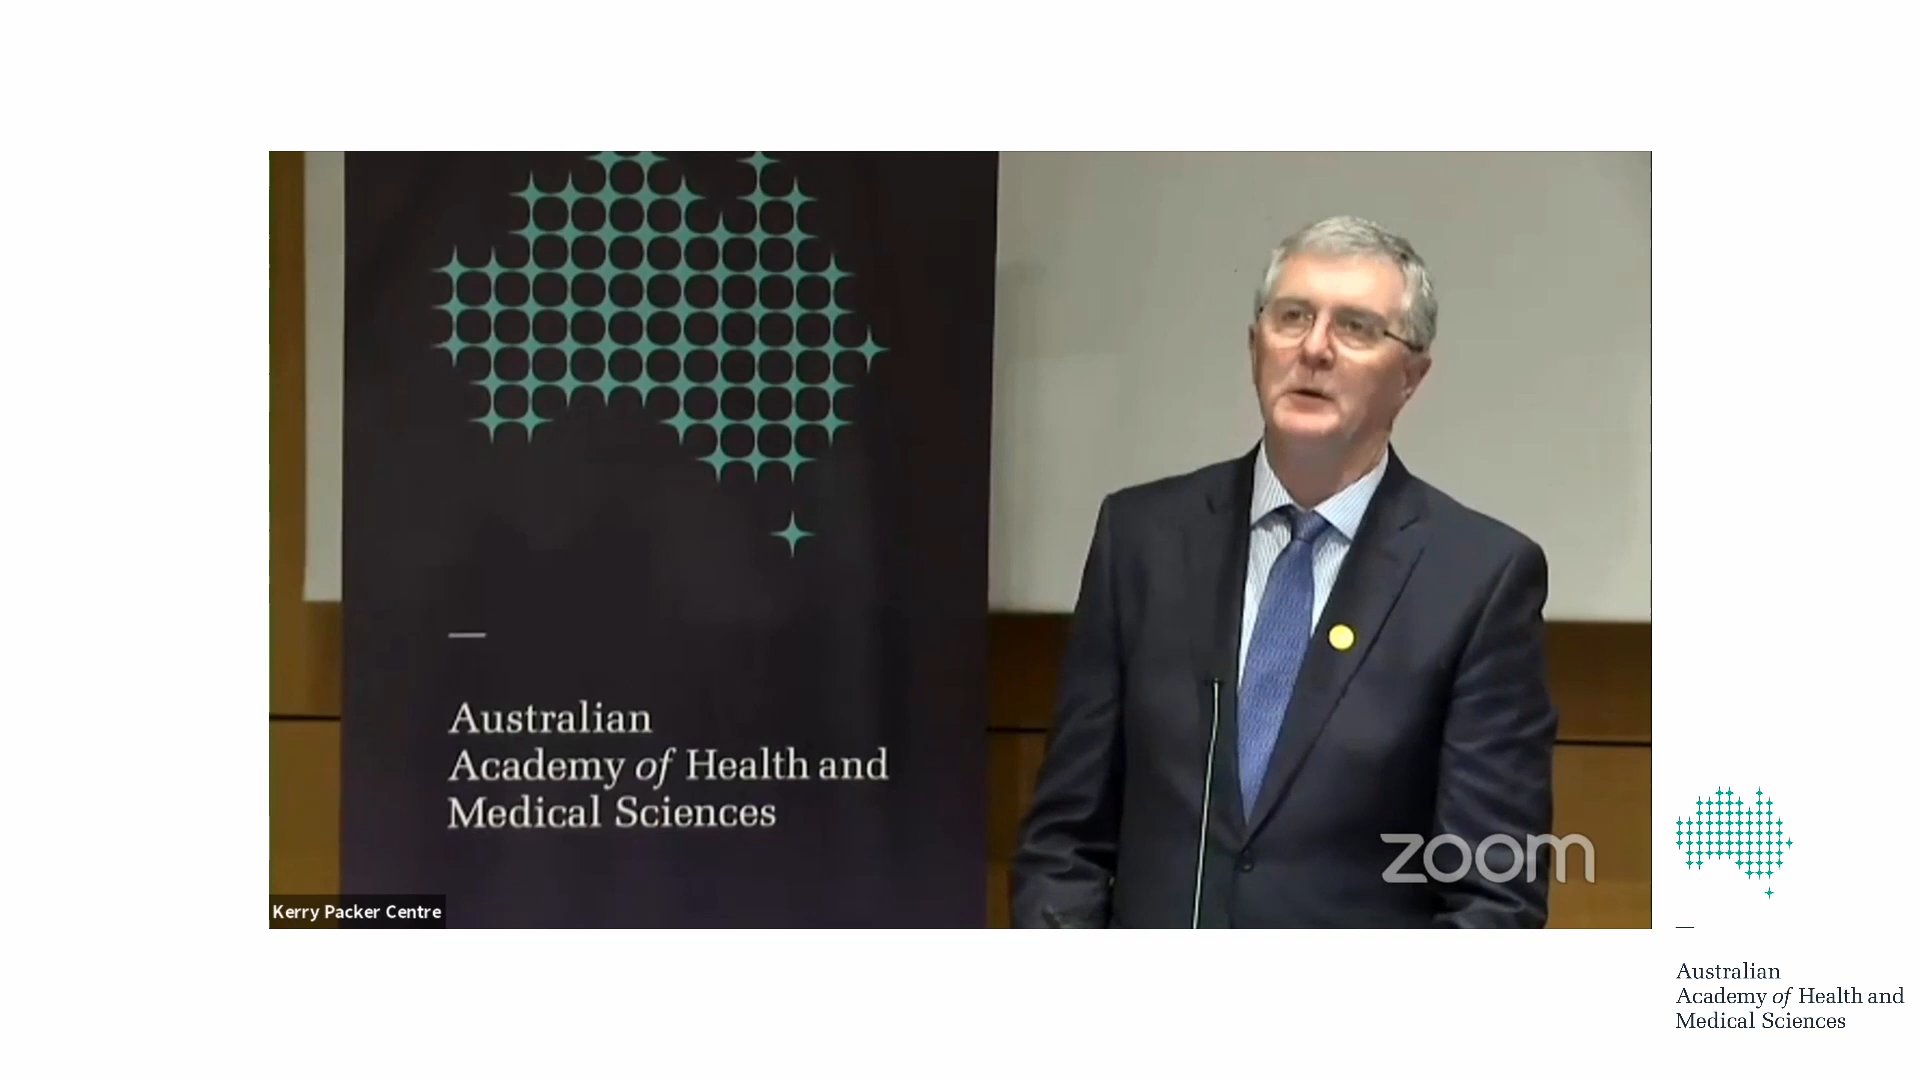 Australian
Academy of Health and
Medical Sciences
zoom
Kerry Packer Centre
Australian
Academy of Health and
Medical Sciences